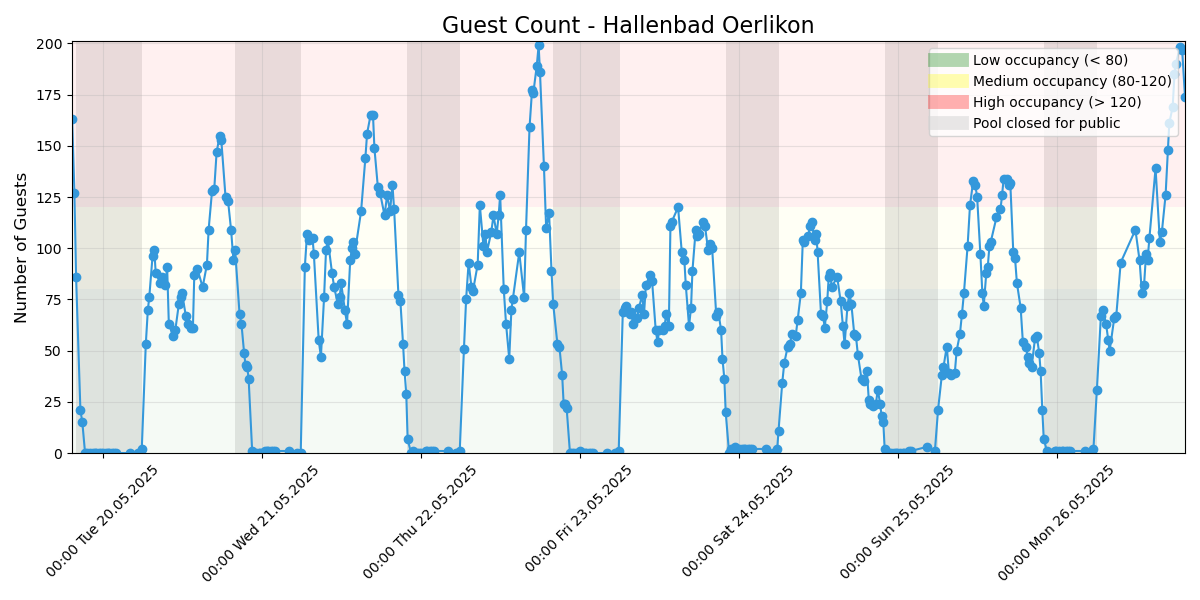 Guest Count - Hallenbad Oerlikon
Number of Guests
200
175
150
125
100
75
50
25
0
Low occupancy (< 80)
Medium occupancy (80-120)
High occupancy (> 120)
Pool closed for public
00:00 Tue 20.05.2025
00:00 Wed 21.05.2025
00:00 Thu 22.05.2025
00:00 Fri 23.05.2025
00:00 Sat 24.05.2025
00:00 Sun 25.05.2025
00:00 Mon 26.05.2025